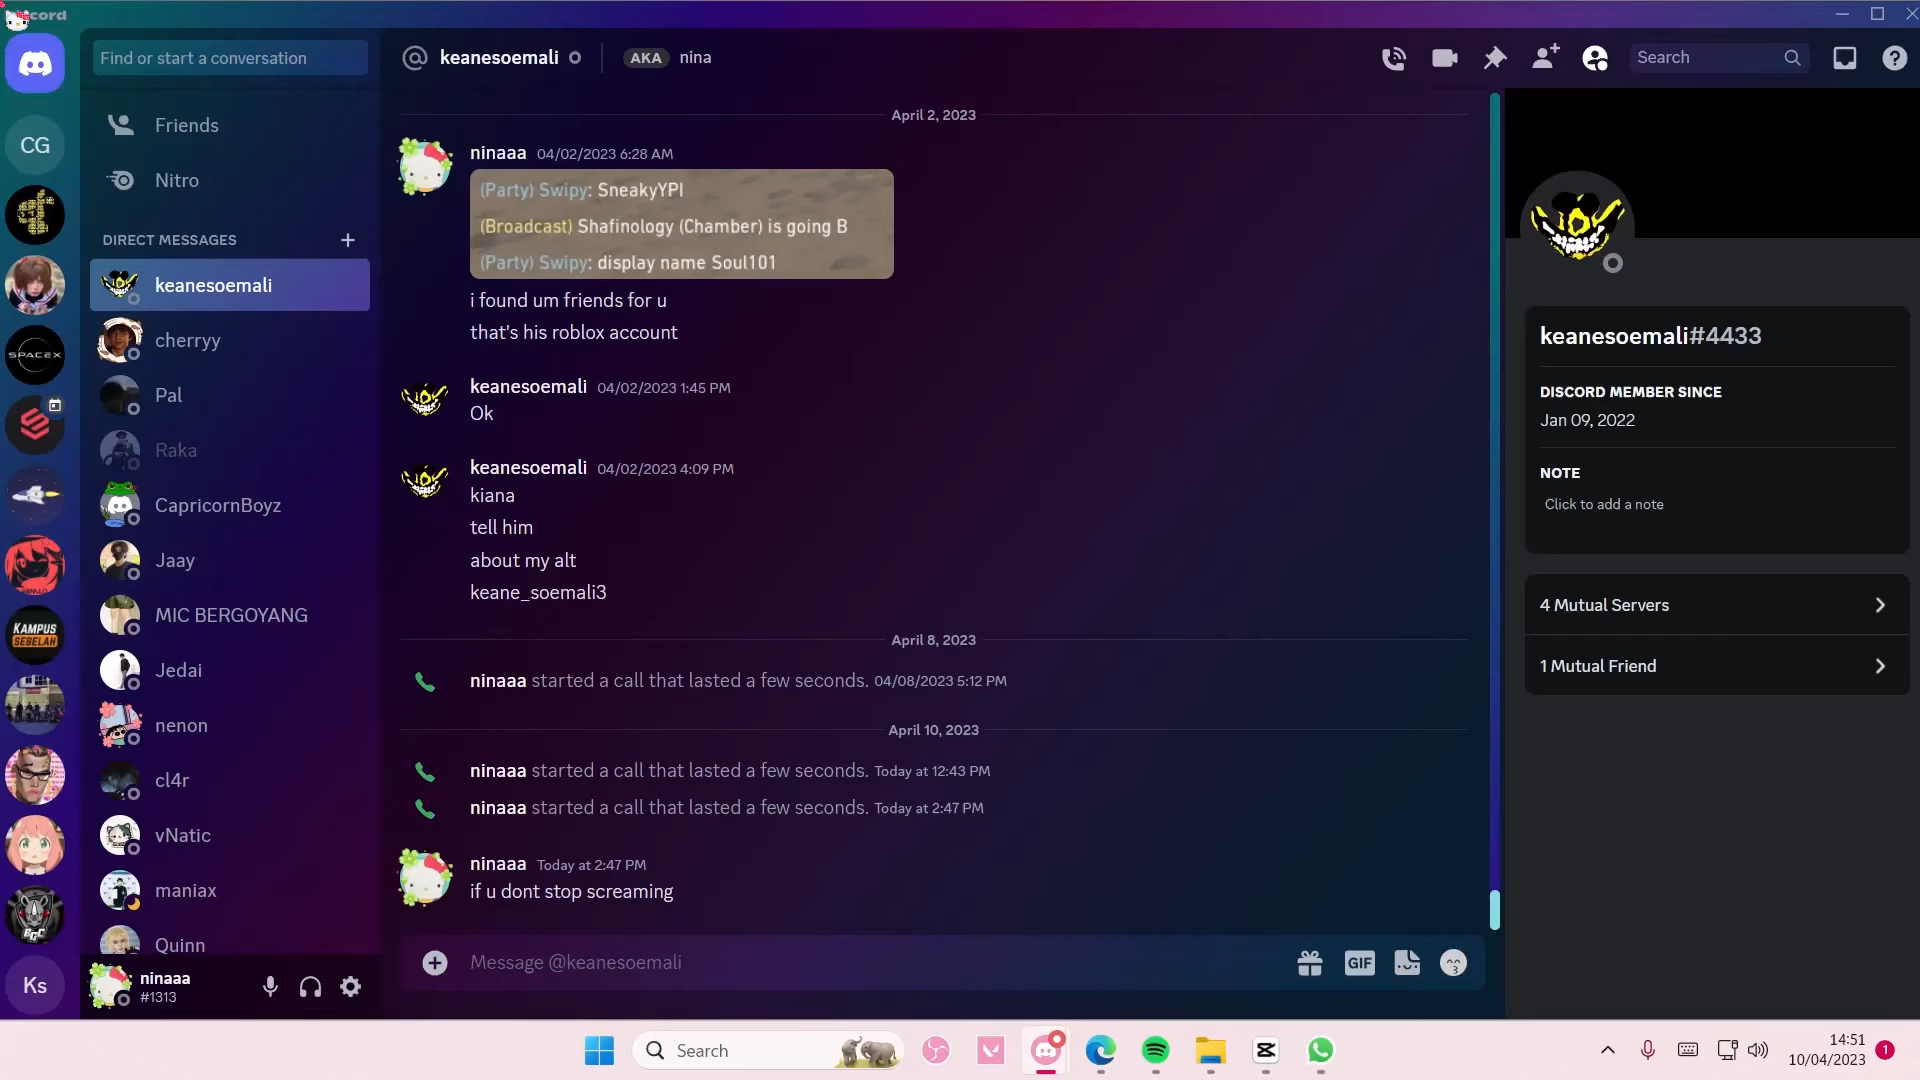 cord
CG
SPACEX
KAMPUS
SEBELAH
BGC
Ks
Find or start a conversation
Friends
Nitro
DIRECT MESSAGES
keanesoemali
cherryy
Pal
Raka
CapricornBoyz
Jaay
MIC BERGOYANG
Jedai
nenon
cl4r
vNatic
maniax
Quinn
ninaaa
#1313
keanesoemali
AKA nina
Search
April 2, 2023
ninaaa 04/02/2023 6:28 AM
(Party) Swipy: SneakyYPI
(Broadcast) Shafinology (Chamber) is going B
(Party) Swipy: display name Soul101
i found um friends for u
that's his roblox account
keanesoemali 04/02/2023 1:45 PM
Ok
keanesoemali 04/02/2023 4:09 PM
kiana
tell him
about my alt
keane_soemali3
April 8, 2023
ninaaa started a call that lasted a few seconds. 04/08/2023 5:12 PM
April 10, 2023
ninaaa started a call that lasted a few seconds. Today at 12:43 PM
ninaaa started a call that lasted a few seconds. Today at 2:47 PM
ninaaa Today at 2:47 PM
if u dont stop screaming
Message @keanesoemali
GIF
keanesoemali#4433
DISCORD MEMBER SINCE
Jan 09, 2022
NOTE
Click to add a note
4 Mutual Servers
1 Mutual Friend
Search
14:51
10/04/2023
1